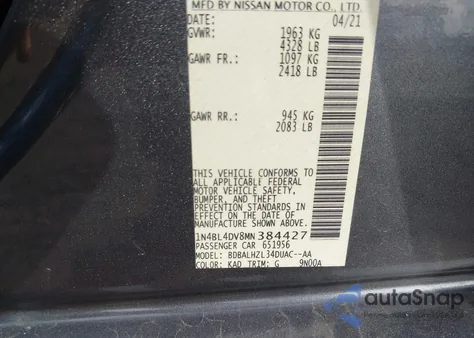 MFD BY NISSAN MOTOR CO., LTD.
DATE: 04/21
GVWR: 1963 KG
4328 LB
GAWR FR.: 1097 KG
2418 LB
GAWR RR.: 945 KG
2083 LB
THIS VEHICLE CONFORMS TO
ALL APPLICABLE FEDERAL
MOTOR VEHICLE SAFETY,
BUMPER, AND THEFT
PREVENTION STANDARDS
IN EFFECT ON THE DATE OF
MANUFACTURE SHOWN ABOVE.
1N4BL4DV8MN384427
PASSENGER CAR 651956
MODEL: BDBALHZL34DUAC--AA
COLOR: KAD TRIM: G 9N00A
autaSnap